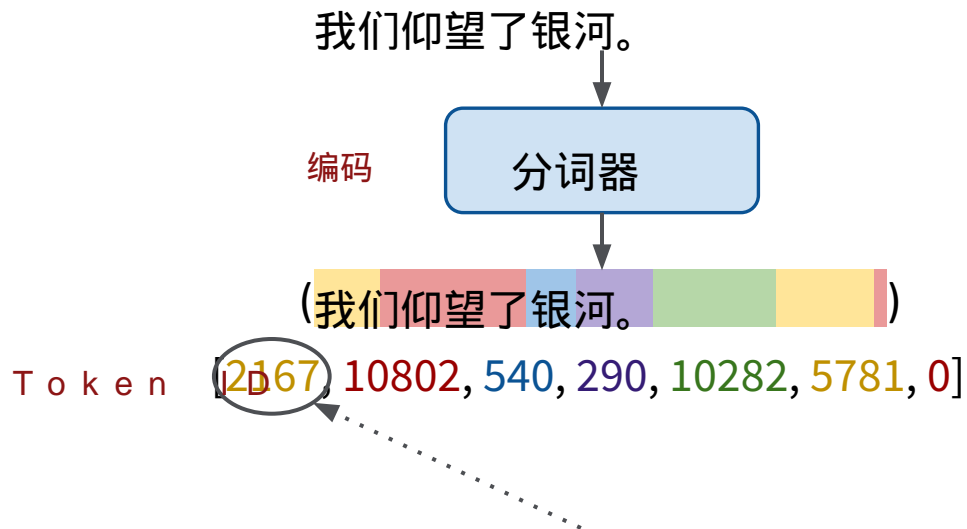 我们仰望了银河。
编码
分词器
(我们仰望了银河。)
Token ID [2167, 10802, 540, 290, 10282, 5781, 0]